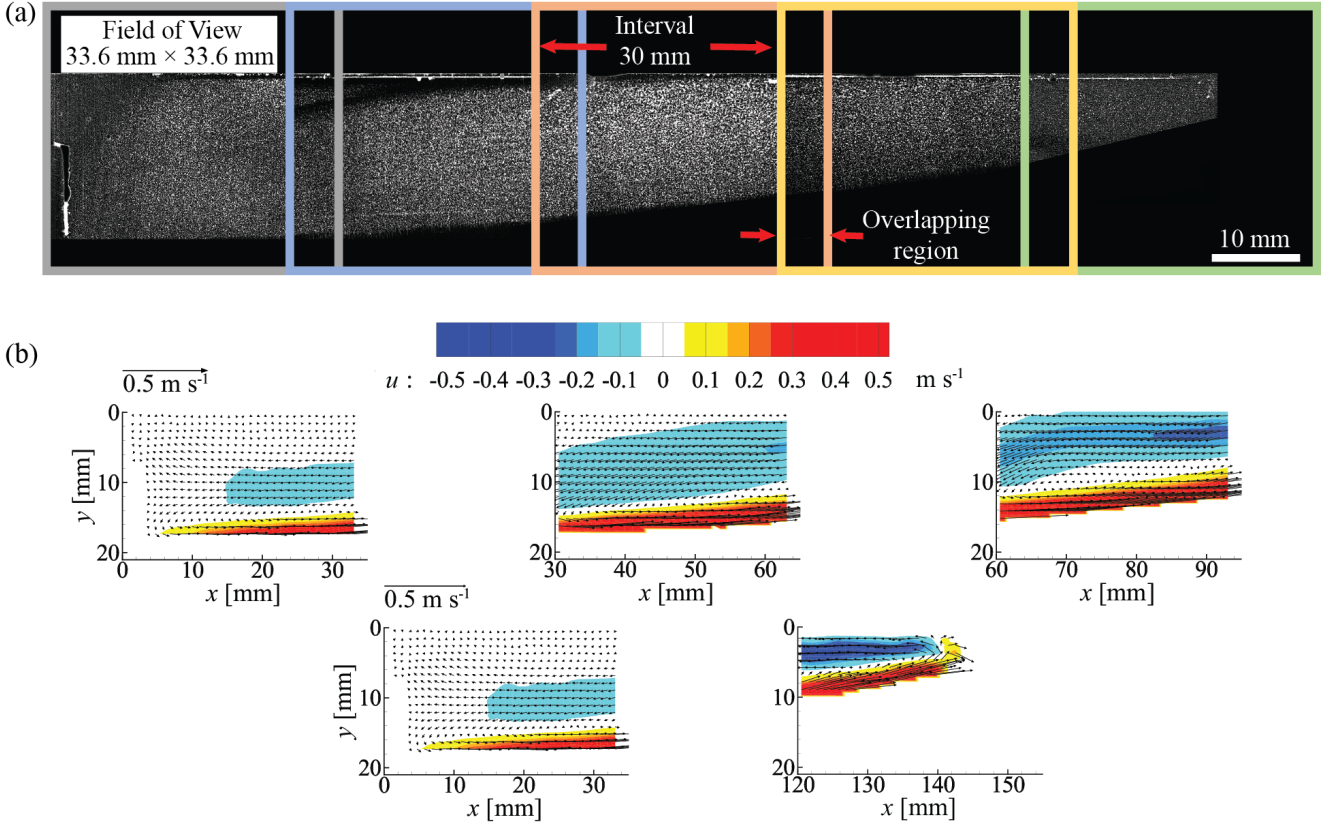 (a)
Field of View
33.6 mm × 33.6 mm
Interval
30 mm
Overlapping
region
10 mm
(b)
u : -0.5 -0.4 -0.3 -0.2 -0.1 0 0.1 0.2 0.3 0.4 0.5 m s-1
0.5 m s-1
0
10
20
y [mm]
0 10 20 30
x [mm]
0
10
20
30 40 50 60
x [mm]
0
10
20
60 70 80 90
x [mm]
0.5 m s-1
0
10
20
y [mm]
0 10 20 30
x [mm]
0
10
20
y [mm]
120 130 140 150
x [mm]